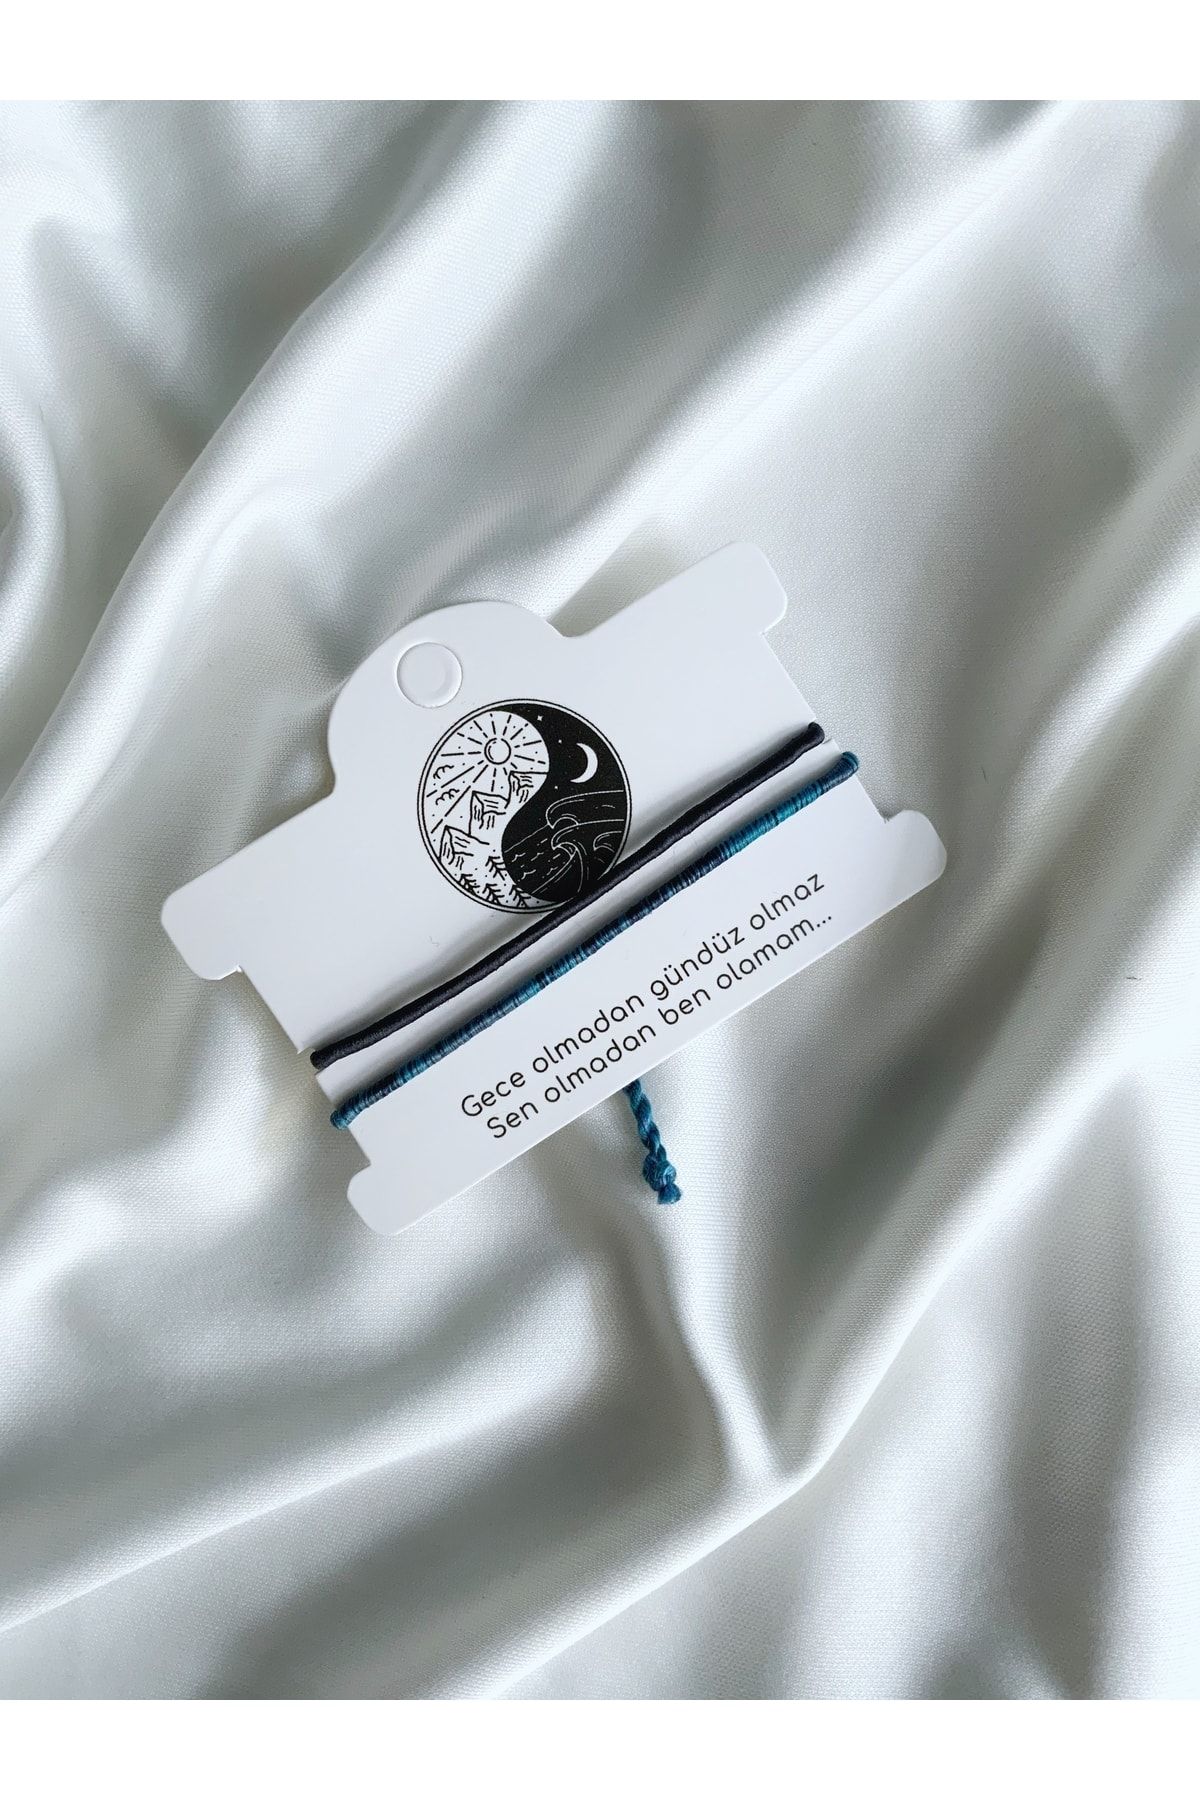 Gece olmadan gündüz olmaz
Sen olmadan ben olamam...